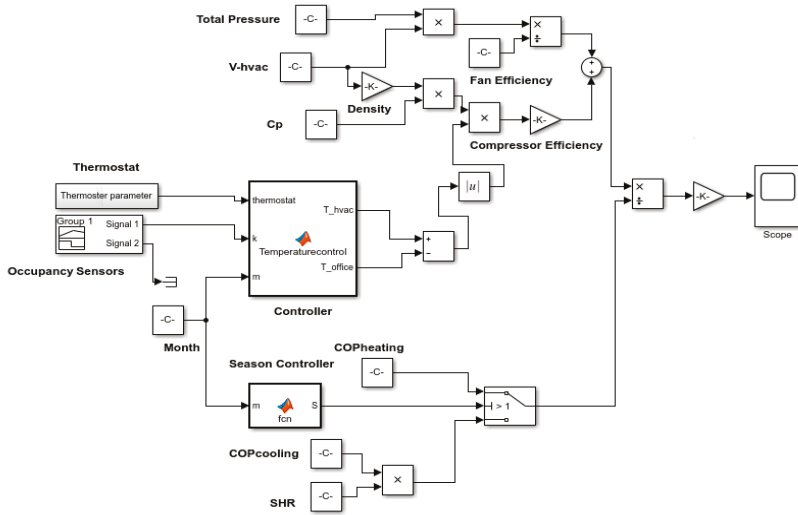 Total Pressure
-C-
×
×
÷
V-hvac
-C-
-C-
Fan Efficiency
+
+
-K-
Density
×
Cp
-C-
×
-K-
Compressor Efficiency
Thermostat
Thermoster parameter
|u|
×
÷
-K-
Scope
thermostat
T_hvac
Group 1
Signal 1
Signal 2
k
Temperaturecontrol
+
−
T_office
Occupancy Sensors
m
-C-
Month
Controller
COPheating
-C-
Season Controller
m
S
fcn
> 1
COPcooling
-C-
×
SHR
-C-